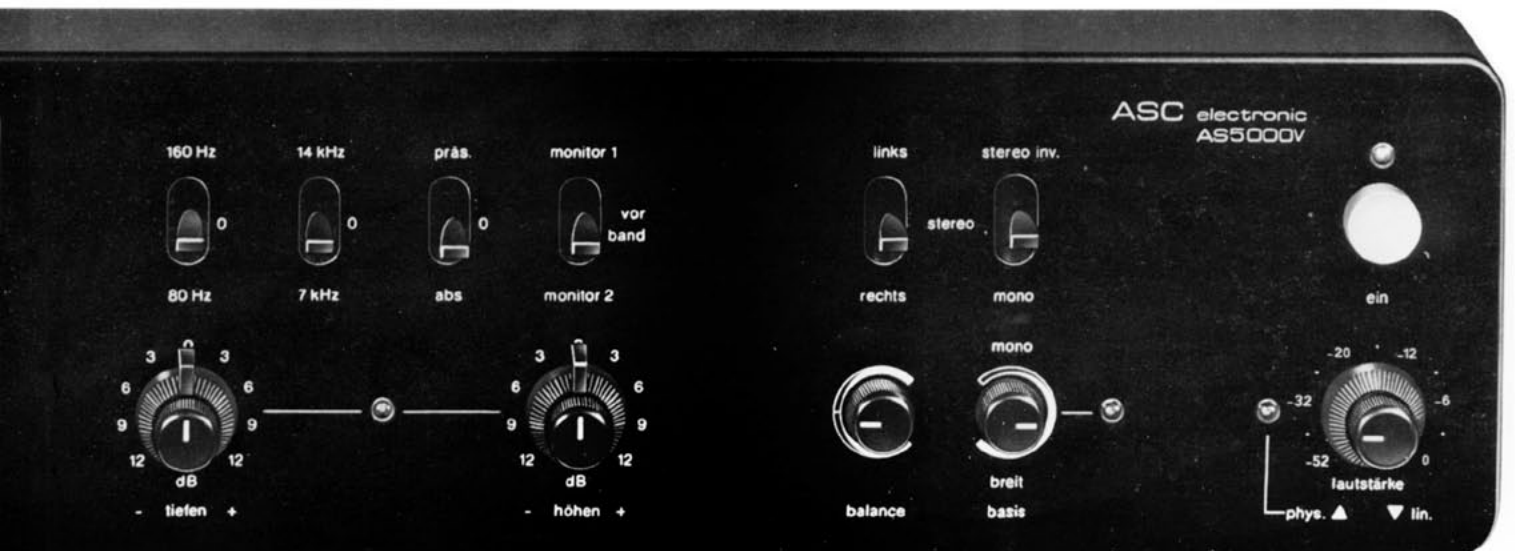 ASC electronic
AS5000V
160 Hz 14 kHz präs. monitor 1 links stereo inv.
0 0 0 vor band stereo
80 Hz 7 kHz abs monitor 2 rechts mono ein
mono
0 0 -20 -12
3 3 3 3
6 6 6 6 -32 -6
9 9 9 9
12 12 12 12 -52 0
dB dB breit lautstärke
- tiefen + - höhen + balance basis phys. ▲ ▼ lin.